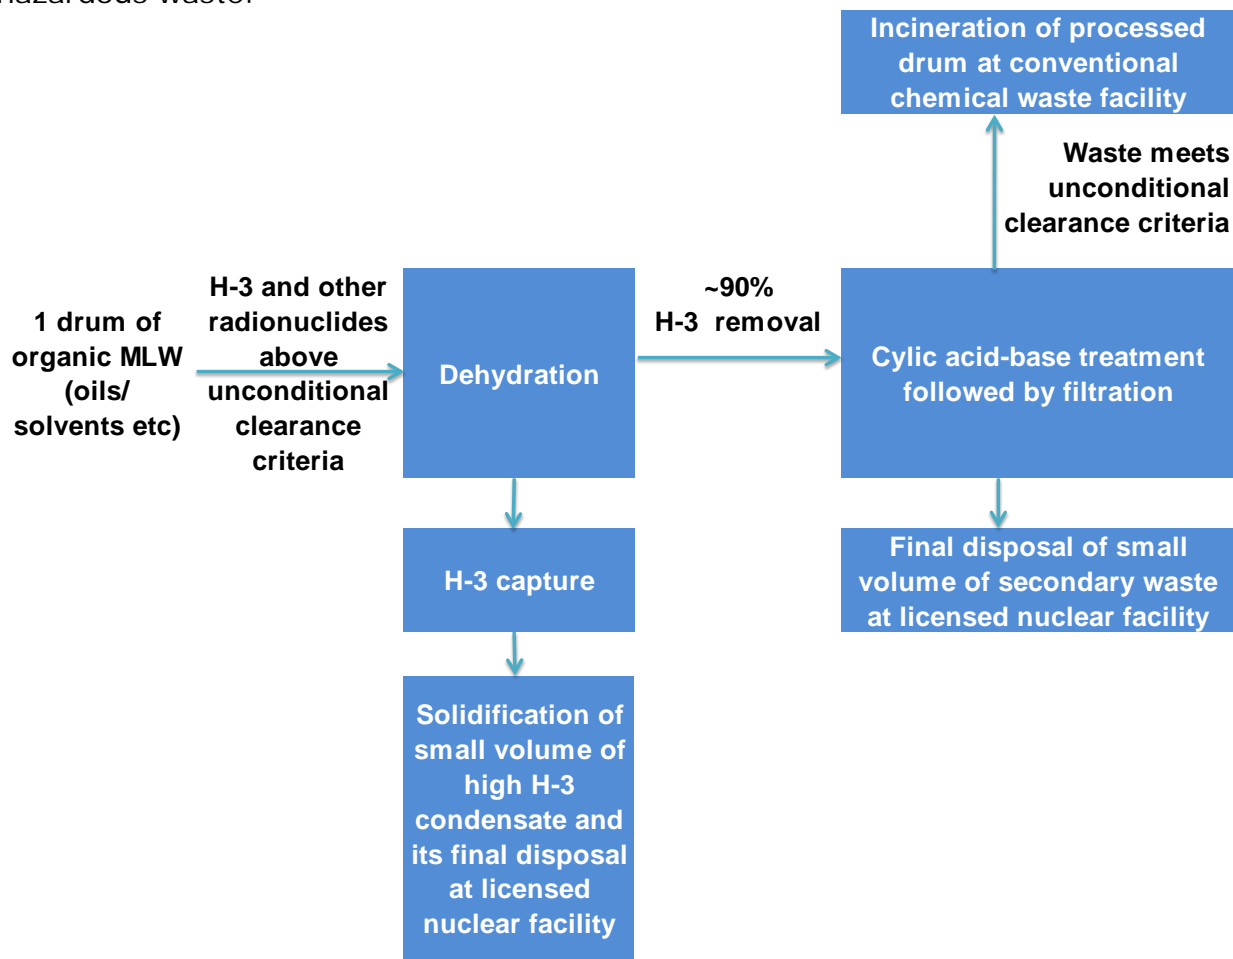 hazardous waste.
Incineration of processed
drum at conventional
chemical waste facility
Waste meets
unconditional
clearance criteria
1 drum of
organic MLW
(oils/
solvents etc)
H-3 and other
radionuclides
above
unconditional
clearance
criteria
Dehydration
~90%
H-3 removal
Cylic acid-base treatment
followed by filtration
H-3 capture
Final disposal of small
volume of secondary waste
at licensed nuclear facility
Solidification of
small volume of
high H-3
condensate and
its final disposal
at licensed
nuclear facility